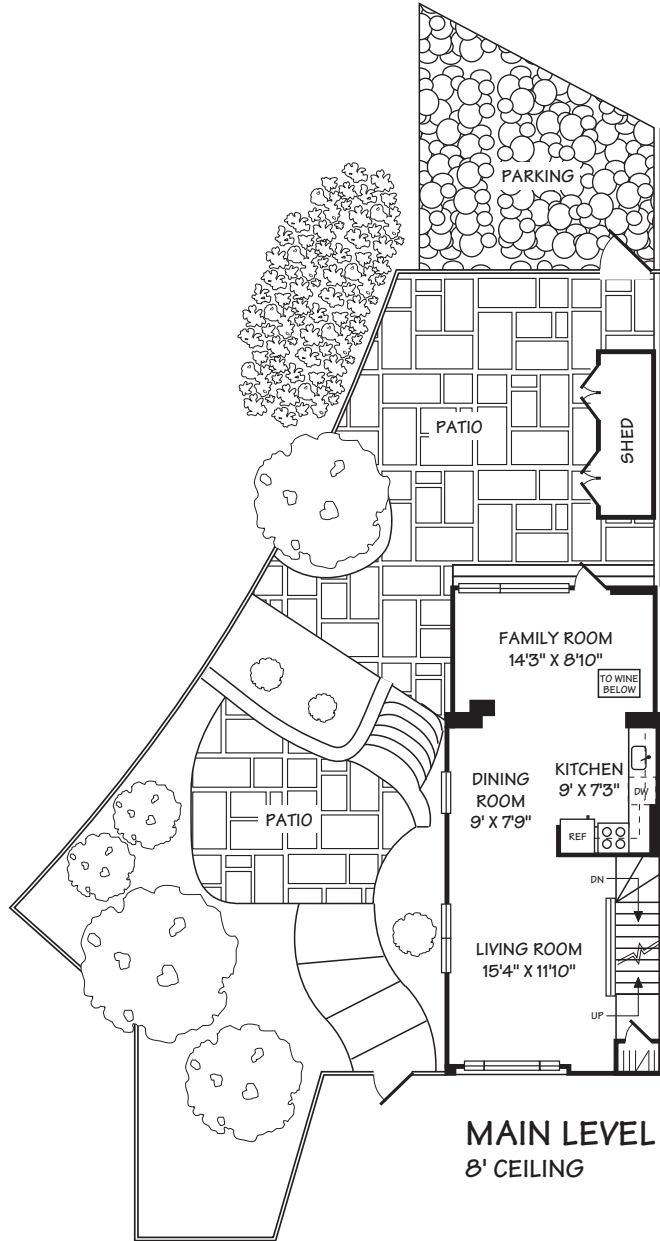 PARKING
PATIO
SHED
FAMILY ROOM
14'3" X 8'10"
TO WINE
BELOW
DINING
ROOM
9' X 7'9"
KITCHEN
9' X 7'3"
DW
REF
PATIO
DN
LIVING ROOM
15'4" X 11'10"
UP
MAIN LEVEL
8' CEILING